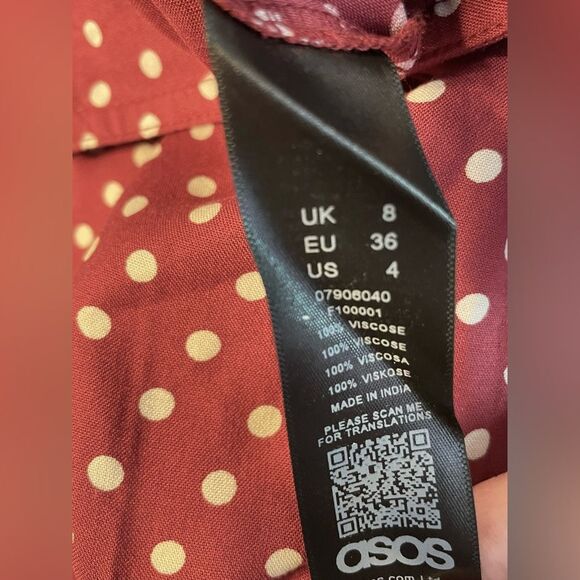 UK 8
EU 36
US 4
07906040
F100001
100% VISCOSE
100% VISCOSE
100% VISCOSA
100% VISKOSE
MADE IN INDIA
PLEASE SCAN ME
FOR TRANSLATIONS
asos